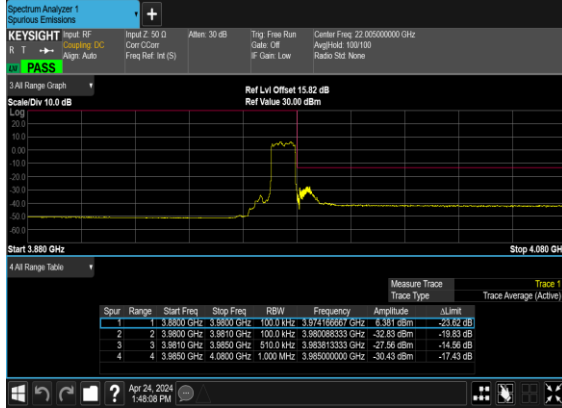 Spectrum Analyzer 1
Spurious Emissions
+
KEYSIGHT Input: RF Input Z: 50 Ω Atten: 30 dB Trig: Free Run Center Freq: 22.005000000 GHz
R T Coupling: DC Corr CCorr Gate: Off Avg|Hold: 100/100
Align: Auto Freq Ref: Int (S) IF Gain: Low Radio Std: None
PASS
3 All Range Graph
Ref Lvl Offset 15.82 dB
Scale/Div 10.0 dB Ref Value 30.00 dBm
Log
20.0
10.0
0.00
-10.0
-20.0
-30.0
-40.0
-50.0
-60.0
Start 3.880 GHz Stop 4.080 GH
4 All Range Table
Measure Trace Trace 1
Trace Type Trace Average (Active)
Spur Range Start Freq Stop Freq RBW Frequency Amplitude ΔLimit
1 1 3.8800 GHz 3.9800 GHz 100.0 kHz 3.974166667 GHz 6.381 dBm -23.62 dB
2 2 3.9800 GHz 3.9810 GHz 100.0 kHz 3.980088333 GHz -32.83 dBm -19.83 dB
3 3 3.9810 GHz 3.9850 GHz 510.0 kHz 3.983813333 GHz -27.56 dBm -14.56 dB
4 4 3.9850 GHz 4.0800 GHz 1.000 MHz 3.985000000 GHz -30.43 dBm -17.43 dB
? Apr 24, 2024
1:48:08 PM